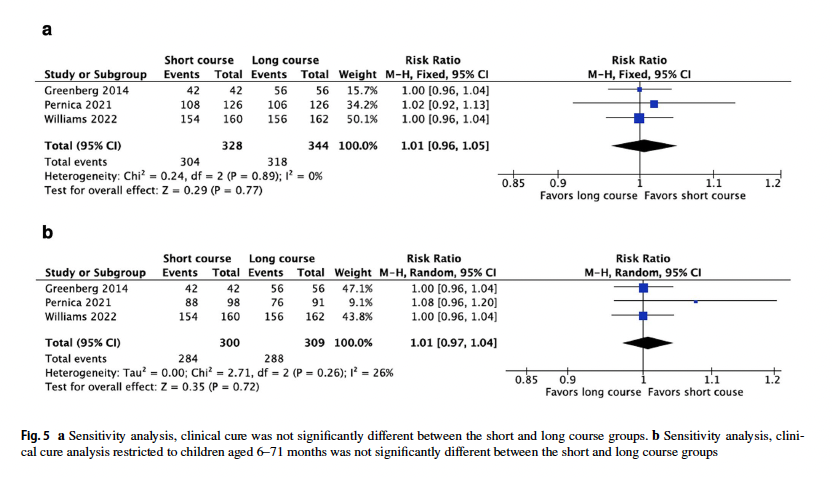 a
Short course Long course Risk Ratio Risk Ratio
Study or Subgroup Events Total Events Total Weight M-H, Fixed, 95% CI M-H, Fixed, 95% CI
Greenberg 2014 42 42 56 56 15.7% 1.00 [0.96, 1.04]
Pernica 2021 108 126 106 126 34.2% 1.02 [0.92, 1.13]
Williams 2022 154 160 156 162 50.1% 1.00 [0.96, 1.04]
Total (95% CI) 328 344 100.0% 1.01 [0.96, 1.05]
Total events 304 318
Heterogeneity: Chi² = 0.24, df = 2 (P = 0.89); I² = 0%
Test for overall effect: Z = 0.29 (P = 0.77)
0.85 0.9 1 1.1 1.2
Favors long course Favors short course
b
Short course Long course Risk Ratio Risk Ratio
Study or Subgroup Events Total Events Total Weight M-H, Random, 95% CI M-H, Random, 95% CI
Greenberg 2014 42 42 56 56 47.1% 1.00 [0.96, 1.04]
Pernica 2021 88 98 76 91 9.1% 1.08 [0.96, 1.20]
Williams 2022 154 160 156 162 43.8% 1.00 [0.96, 1.04]
Total (95% CI) 300 309 100.0% 1.01 [0.97, 1.04]
Total events 284 288
Heterogeneity: Tau² = 0.00; Chi² = 2.71, df = 2 (P = 0.26); I² = 26%
Test for overall effect: Z = 0.35 (P = 0.72)
0.85 0.9 1 1.1 1.2
Favors long course Favors short couse
Fig. 5 a Sensitivity analysis, clinical cure was not significantly different between the short and long course groups. b Sensitivity analysis, clini-
cal cure analysis restricted to children aged 6–71 months was not significantly different between the short and long course groups